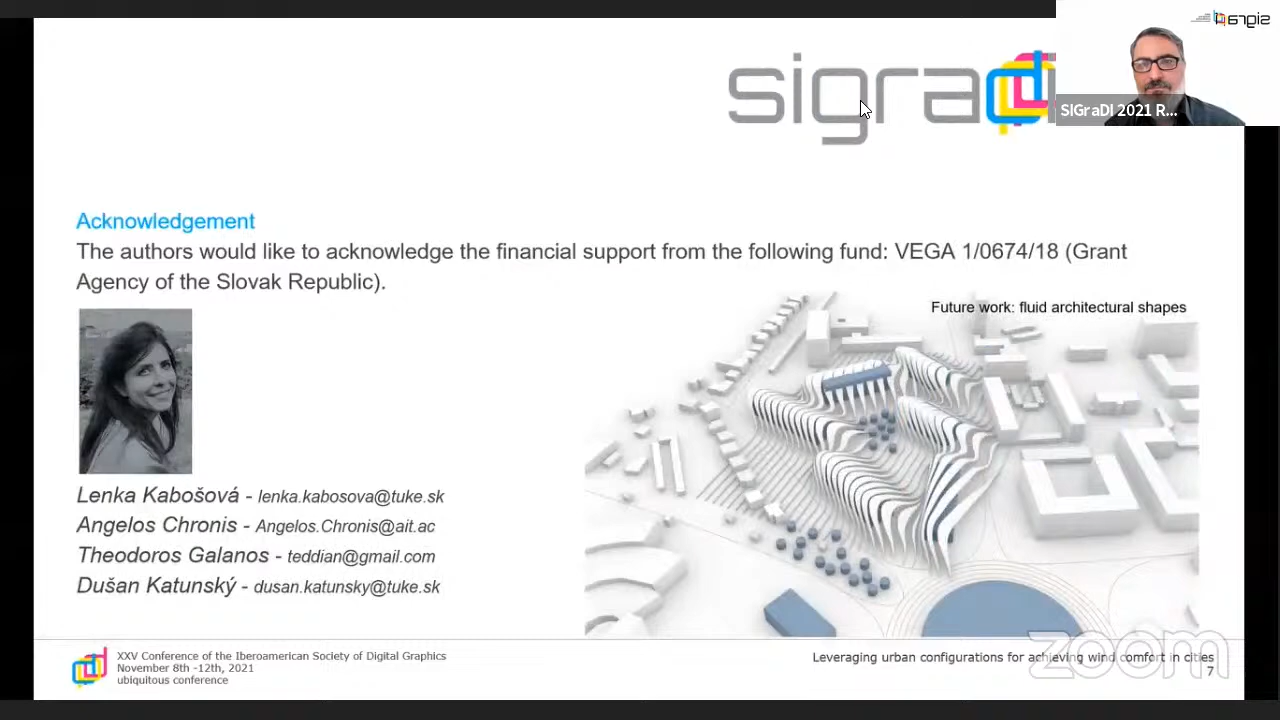 sigradi
SIGraDI 2021 R...
sigradi
Acknowledgement
The authors would like to acknowledge the financial support from the following fund: VEGA 1/0674/18 (Grant
Agency of the Slovak Republic).
Future work: fluid architectural shapes
Lenka Kabošová - lenka.kabosova@tuke.sk
Angelos Chronis - Angelos.Chronis@ait.ac
Theodoros Galanos - teddian@gmail.com
Dušan Katunský - dusan.katunsky@tuke.sk
XXV Conference of the Iberoamerican Society of Digital Graphics
November 8th -12th, 2021
ubiquitous conference
Leveraging urban configurations for achieving wind comfort in cities
7
zoom